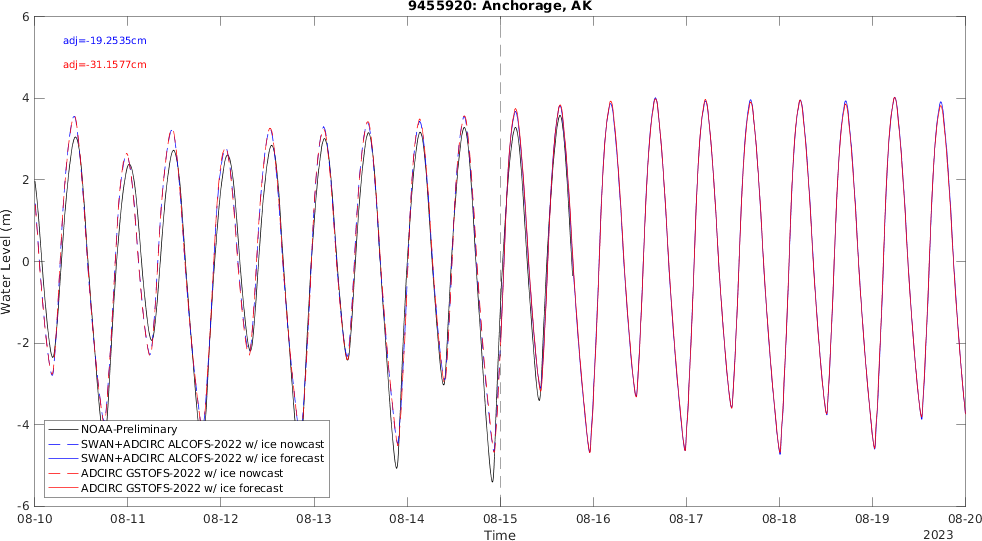 9455920: Anchorage, AK
adj=-19.2535cm
adj=-31.1577cm
Water Level (m)
6
4
2
0
-2
-4
-6
NOAA-Preliminary
SWAN+ADCIRC ALCOFS-2022 w/ ice nowcast
SWAN+ADCIRC ALCOFS-2022 w/ ice forecast
ADCIRC GSTOFS-2022 w/ ice nowcast
ADCIRC GSTOFS-2022 w/ ice forecast
08-10 08-11 08-12 08-13 08-14 08-15 08-16 08-17 08-18 08-19 08-20
Time
2023